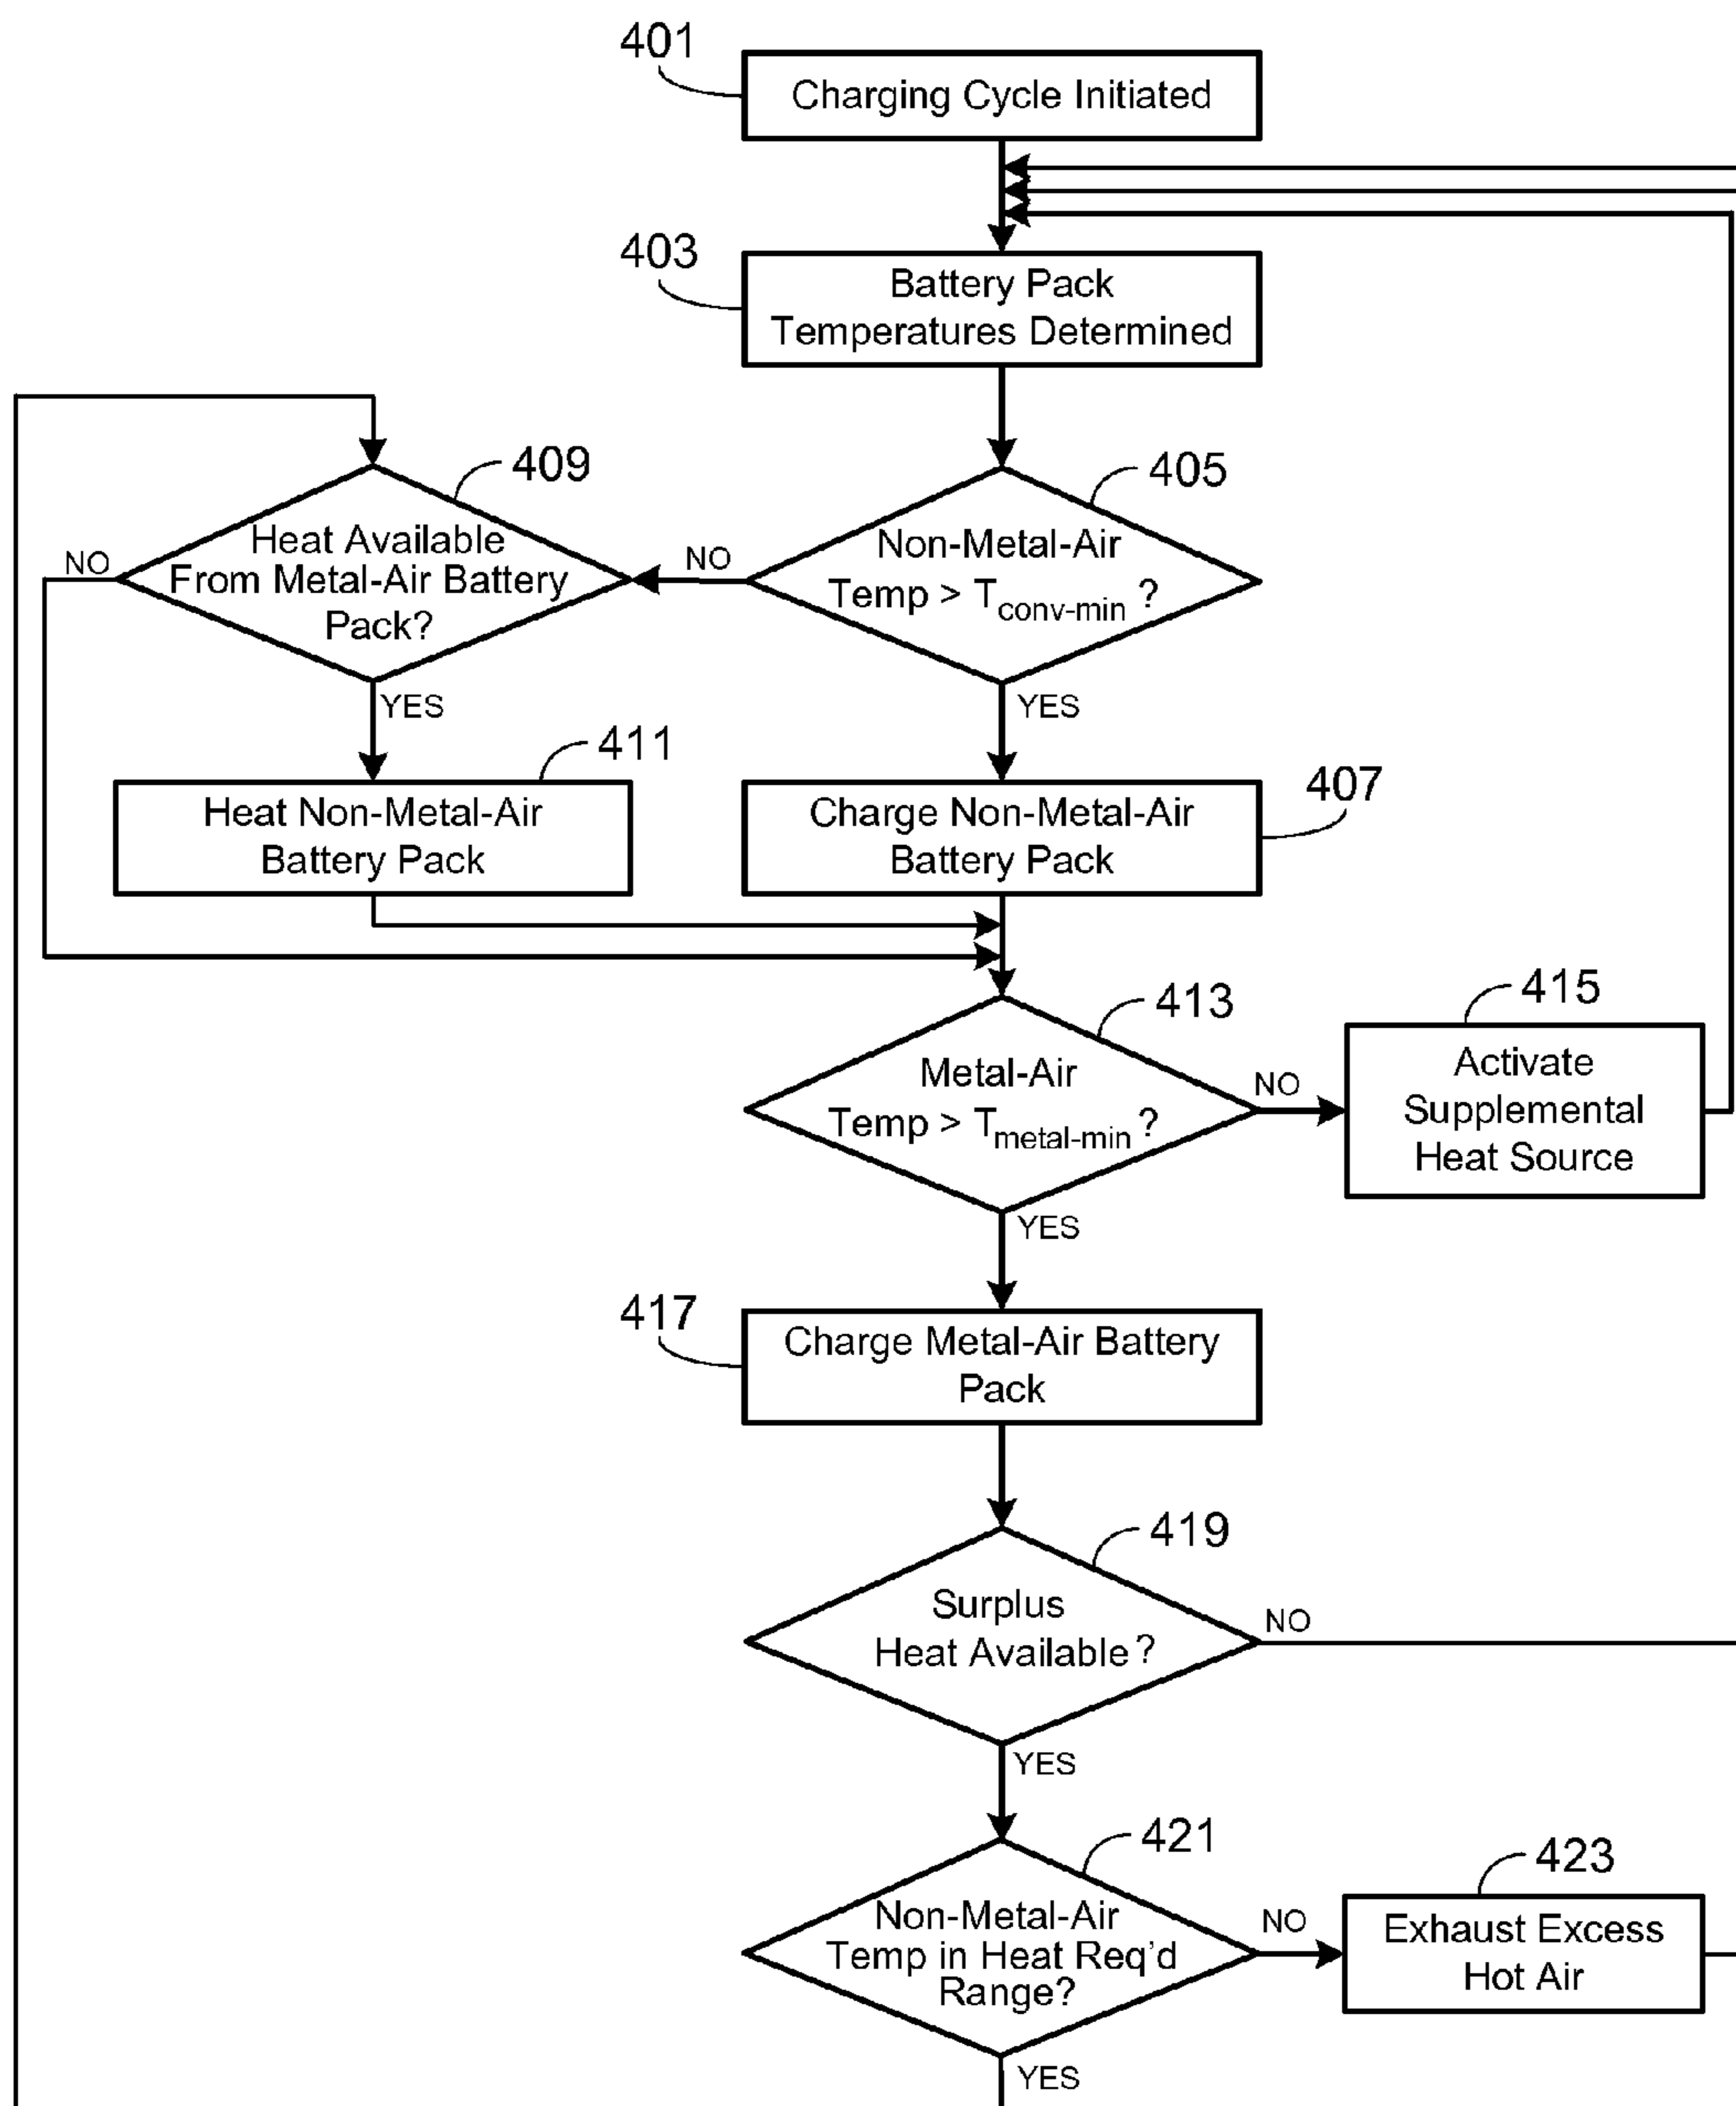 401
Charging Cycle Initiated
403
Battery Pack
Temperatures Determined
409
Heat Available
From Metal-Air Battery
Pack?
NO
YES
405
Non-Metal-Air
Temp > Tconv-min ?
NO
YES
411
Heat Non-Metal-Air
Battery Pack
407
Charge Non-Metal-Air
Battery Pack
413
Metal-Air
Temp > Tmetal-min ?
NO
YES
415
Activate
Supplemental
Heat Source
417
Charge Metal-Air Battery
Pack
419
Surplus
Heat Available ?
NO
YES
421
Non-Metal-Air
Temp in Heat Req'd
Range?
NO
YES
423
Exhaust Excess
Hot Air